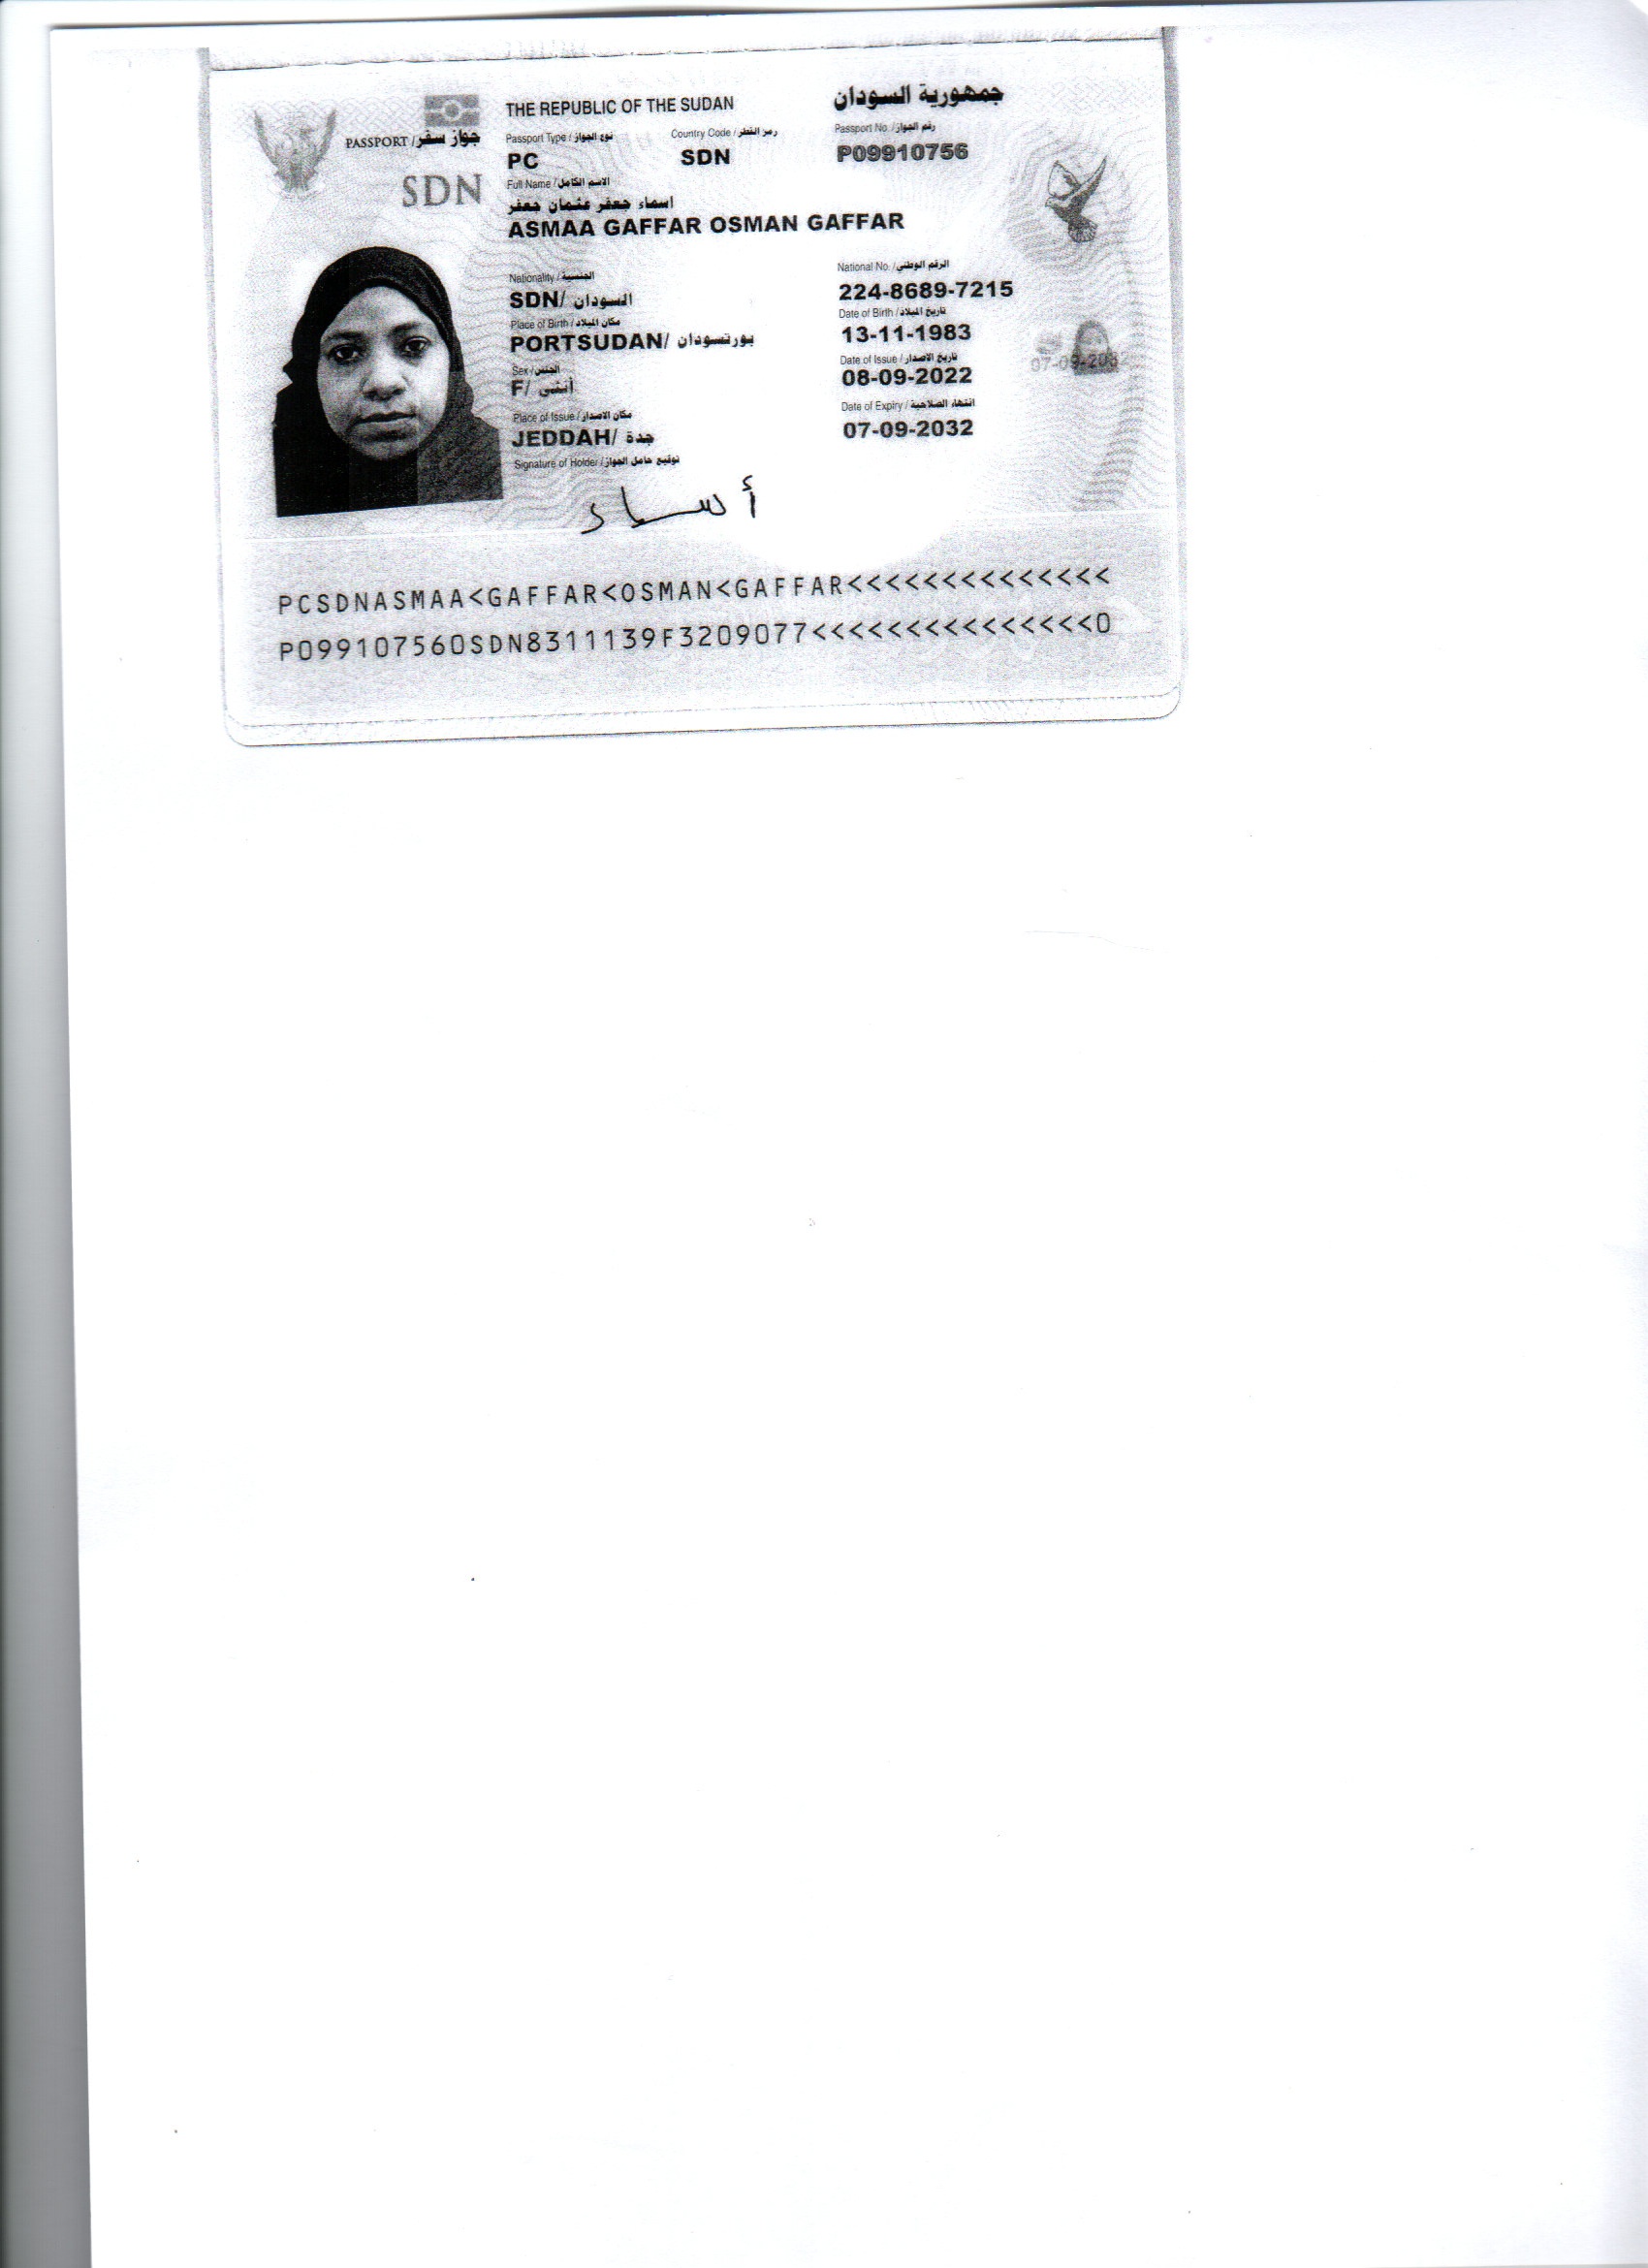 THE REPUBLIC OF THE SUDAN
جمهورية السودان
PASSPORT / جواز سفر
Passport Type / نوع الجواز
Country Code / رمز القطر
Passport No. / رقم الجواز
PC
SDN
P09910756
SDN
Full Name / الاسم الكامل
اسماء جعفر عثمان جعفر
ASMAA GAFFAR OSMAN GAFFAR
Nationality / الجنسية
National No. / الرقم الوطني
SDN/ السودان
224-8689-7215
Place of Birth / مكان الميلاد
Date of Birth / تاريخ الميلاد
PORTSUDAN/ بورتسودان
13-11-1983
Sex / الجنس
Date of Issue / تاريخ الاصدار
F/ أنثى
08-09-2022
07-09-2032
Place of Issue / مكان الاصدار
Date of Expiry / انتهاء الصلاحية
JEDDAH/ جدة
07-09-2032
Signature of Holder / توقيع حامل الجواز
أسماء
PCSDNASMAA<GAFFAR<OSMAN<GAFFAR<<<<<<<<<<<<<<
P099107560SDN8311139F3209077<<<<<<<<<<<<<<<0